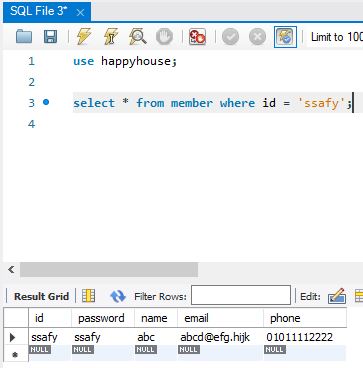 SQL File 3*
Limit to 100
1 use happyhouse;
2
3 select * from member where id = 'ssafy';
4
Result Grid Filter Rows: Edit:
id password name email phone
ssafy ssafy abc abcd@efg.hijk 01011112222
NULL NULL NULL NULL NULL